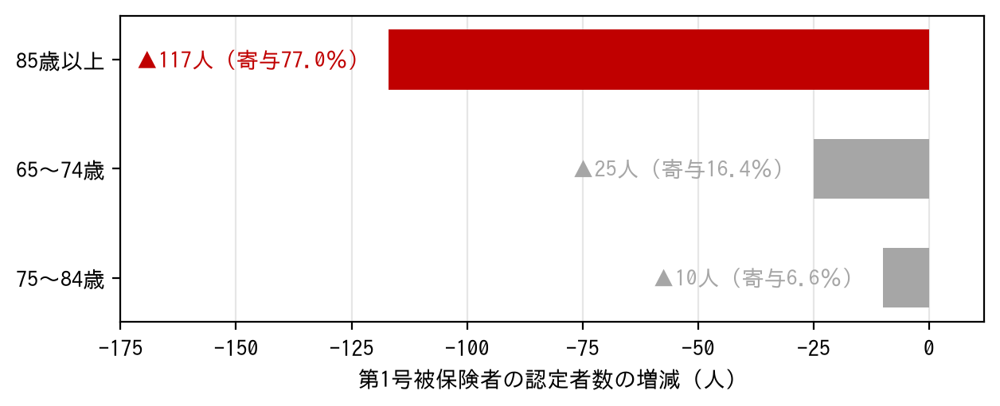 85歳以上 ▲117人（寄与77.0%）
65～74歳 ▲25人（寄与16.4%）
75～84歳 ▲10人（寄与6.6%）
-175 -150 -125 -100 -75 -50 -25 0
第1号被保険者の認定者数の増減（人）